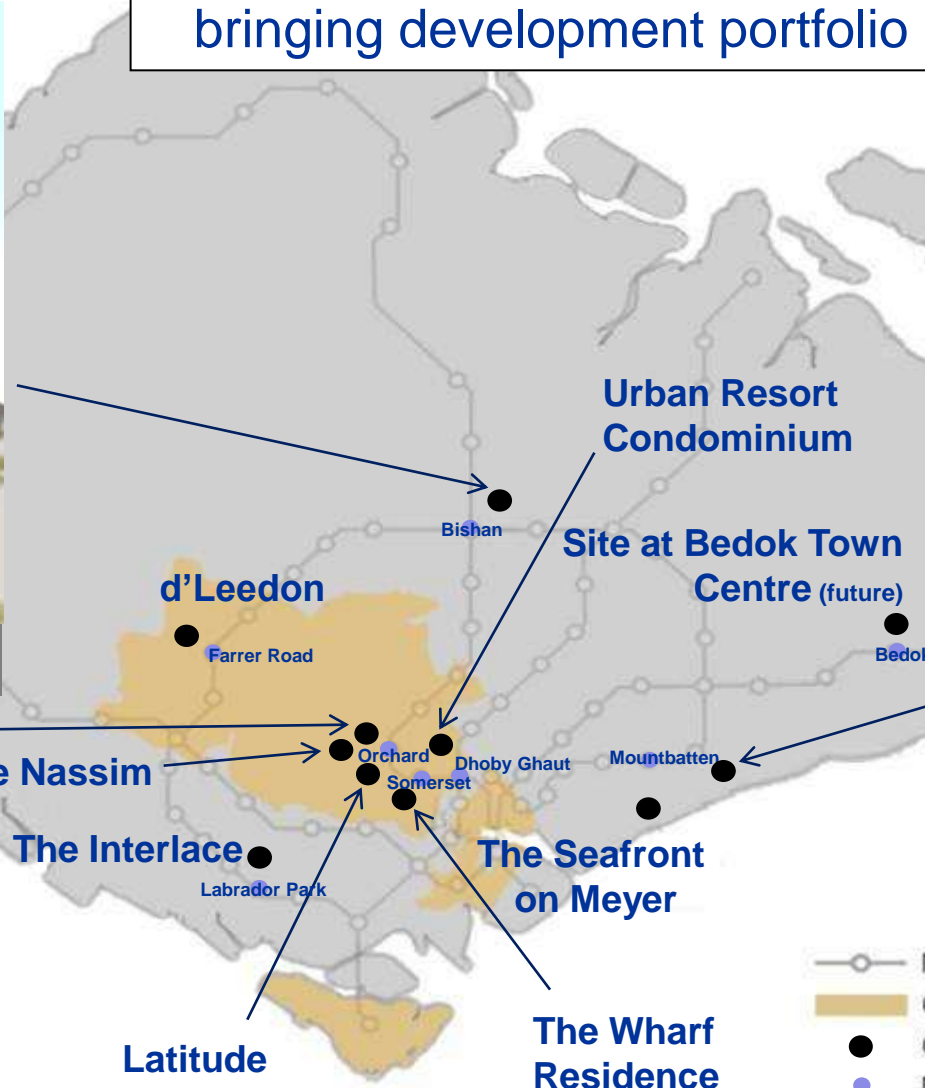 bringing development portfolio
Urban Resort
Condominium
Bishan
Site at Bedok Town
Centre (future)
d'Leedon
Farrer Road
Bedok
Orchard
Dhoby Ghaut
Mountbatten
Nassim
Somerset
The Interlace
Labrador Park
The Seafront
on Meyer
The Wharf
Residence
Latitude